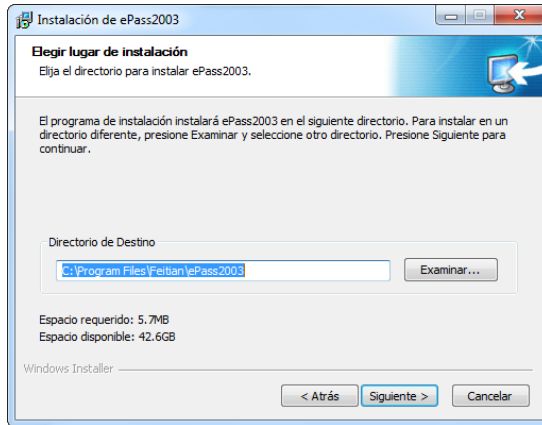 Instalación de ePass2003
Elegir lugar de instalación
Elija el directorio para instalar ePass2003.
El programa de instalación instalará ePass2003 en el siguiente directorio. Para instalar en un
directorio diferente, presione Examinar y seleccione otro directorio. Presione Siguiente para
continuar.
Directorio de Destino
C:\Program Files\Feitian\ePass2003
Examinar...
Espacio requerido: 5.7MB
Espacio disponible: 42.6GB
Windows Installer
< Atrás
Siguiente >
Cancelar